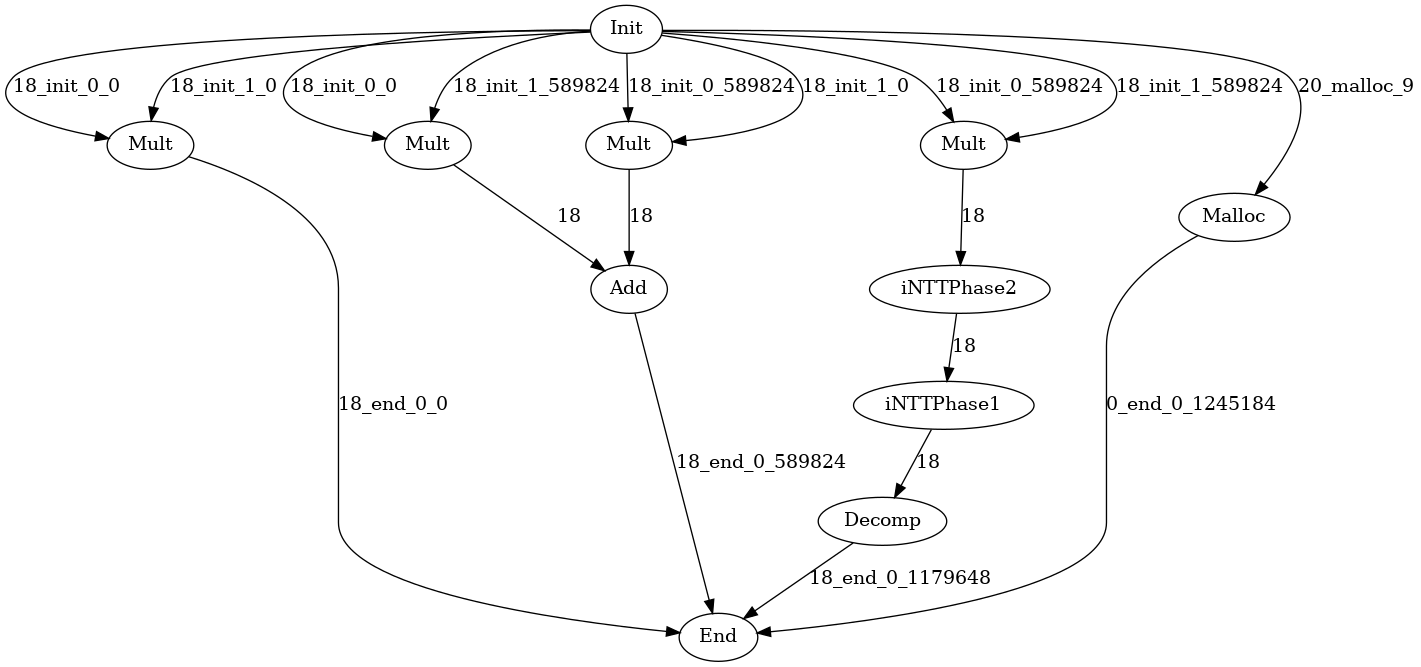 Init
18_init_0_0
18_init_1_0
18_init_0_0
18_init_1_589824
18_init_0_589824
18_init_1_0
18_init_0_589824
18_init_1_589824
20_malloc_9
Mult
Mult
Mult
Mult
Malloc
18
18
18
Add
iNTTPhase2
18
iNTTPhase1
18_end_0_0
0_end_0_1245184
18_end_0_589824
18
Decomp
18_end_0_1179648
End